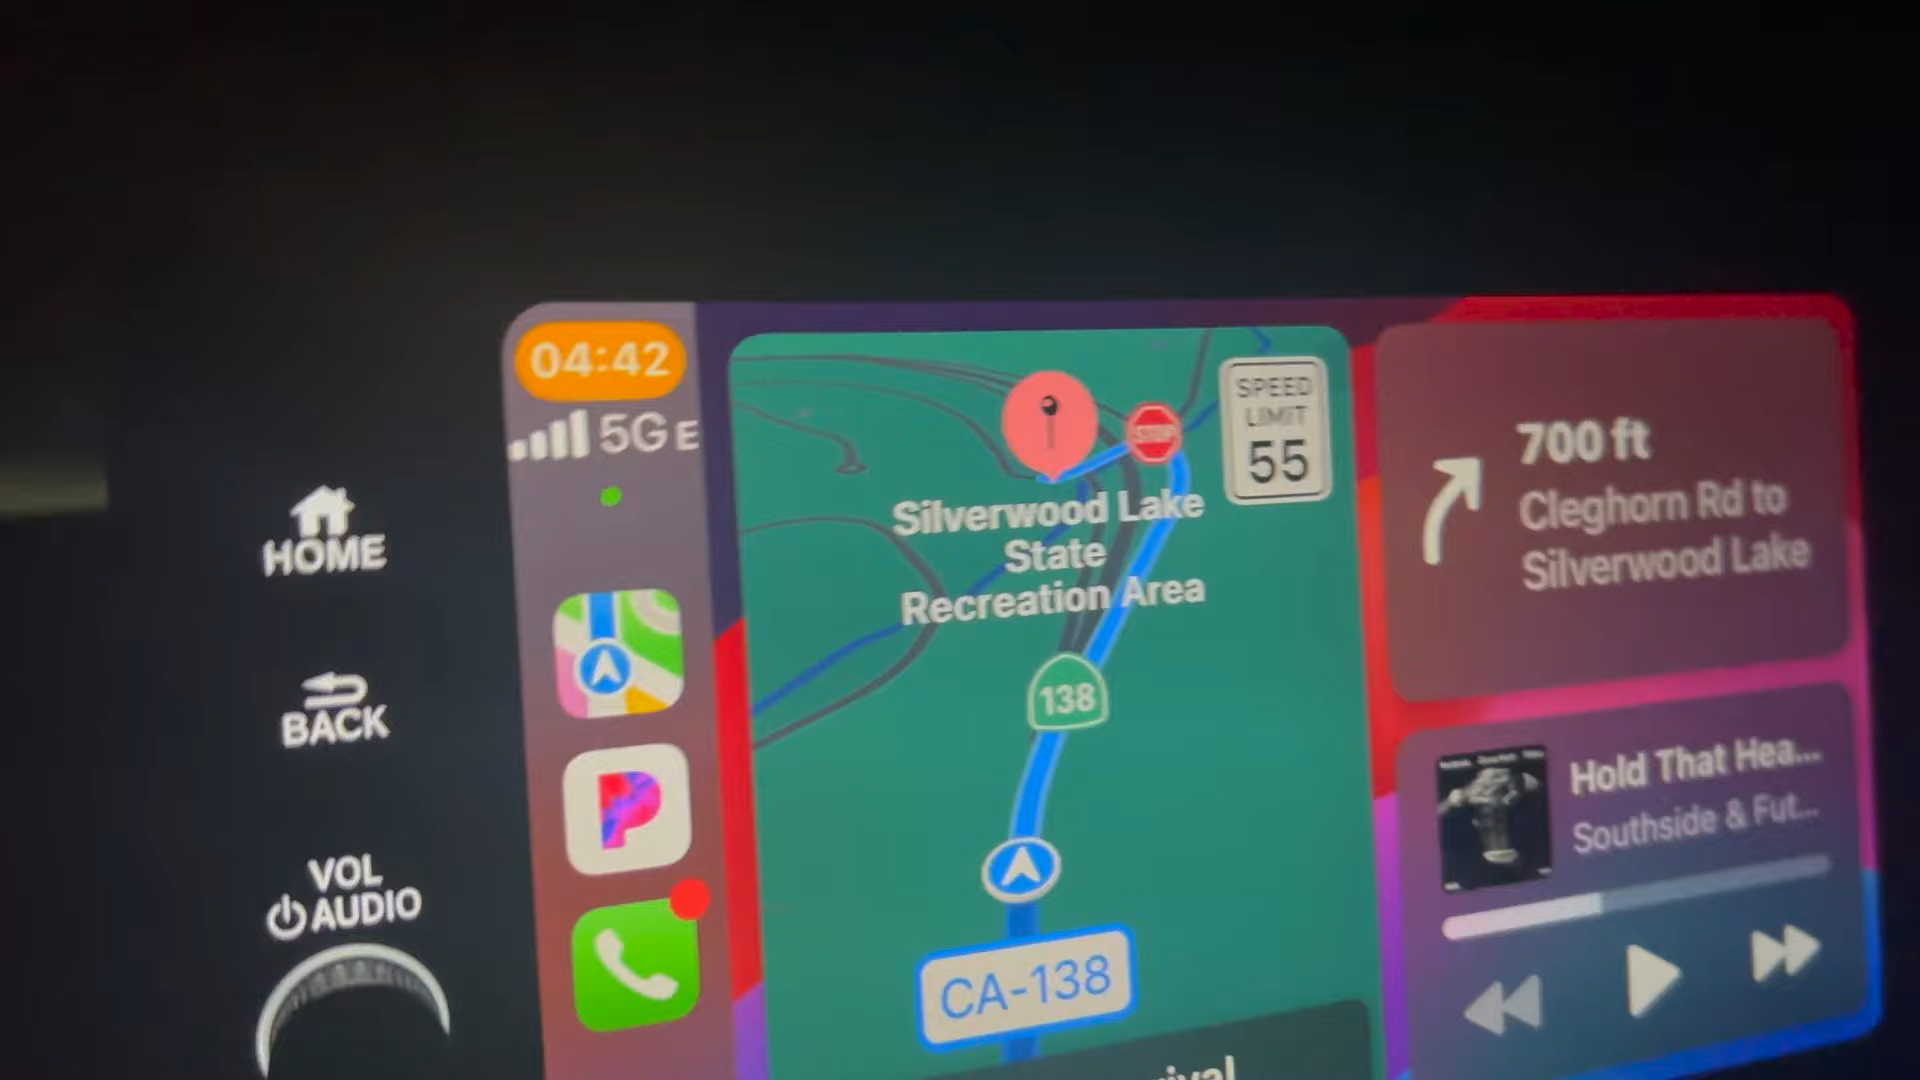 04:42
5G E
HOME
BACK
VOL
AUDIO
STOP
SPEED
LIMIT
55
Silverwood Lake
State
Recreation Area
138
CA-138
700 ft
Cleghorn Rd to
Silverwood Lake
Hold That Hea...
Southside & Fut...